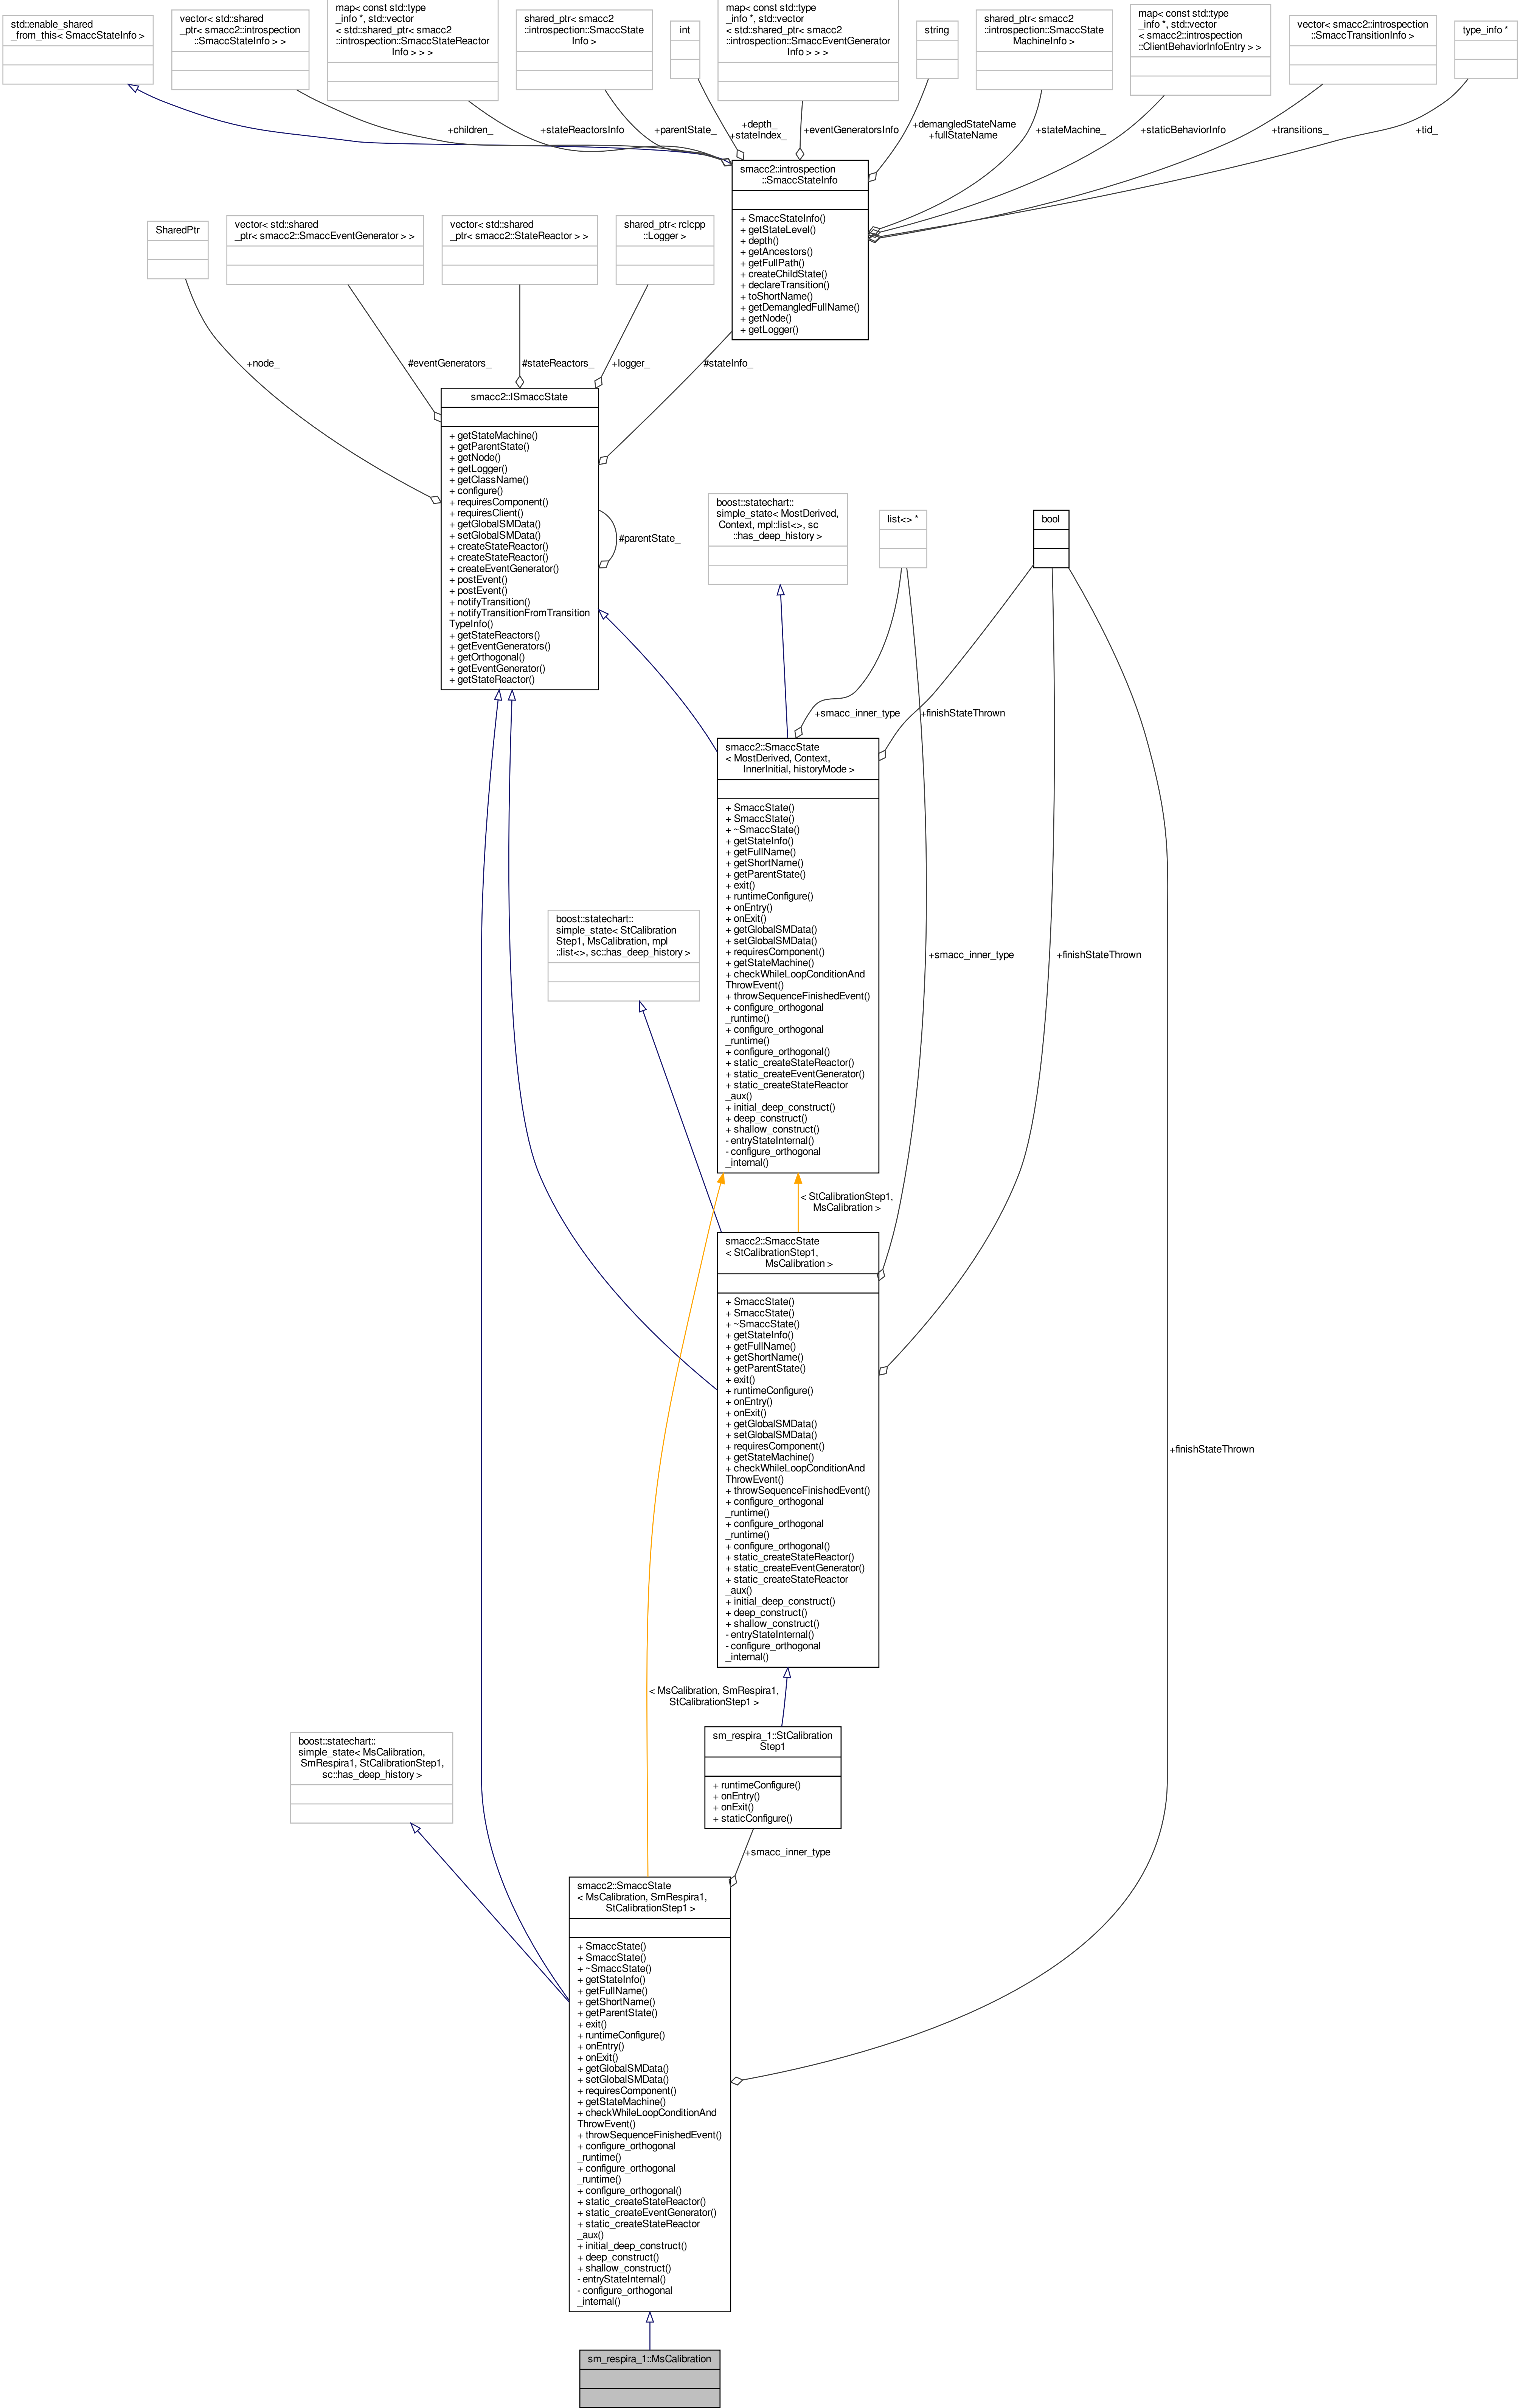 std::enable_shared
_from_this< SmaccStateInfo >
vector< std::shared
_ptr< smacc2::introspection
::SmaccStateInfo > >
map< const std::type
_info *, std::vector
< std::shared_ptr< smacc2
::introspection::SmaccStateReactor
Info > > >
shared_ptr< smacc2
::introspection::SmaccState
Info >
int
map< const std::type
_info *, std::vector
< std::shared_ptr< smacc2
::introspection::SmaccEventGenerator
Info > > >
string
shared_ptr< smacc2
::introspection::SmaccState
MachineInfo >
map< const std::type
_info *, std::vector
< smacc2::introspection
::ClientBehaviorInfoEntry > >
vector< smacc2::introspection
::SmaccTransitionInfo >
type_info *
+children_
+stateReactorsInfo
+parentState_
+depth_
+stateIndex_
+eventGeneratorsInfo
+demangledStateName
+fullStateName
+stateMachine_
+staticBehaviorInfo
+transitions_
+tid_
smacc2::introspection
::SmaccStateInfo
+ SmaccStateInfo()
+ getStateLevel()
+ depth()
+ getAncestors()
+ getFullPath()
+ createChildState()
+ declareTransition()
+ toShortName()
+ getDemangledFullName()
+ getNode()
+ getLogger()
SharedPtr
vector< std::shared
_ptr< smacc2::SmaccEventGenerator > >
vector< std::shared
_ptr< smacc2::StateReactor > >
shared_ptr< rclcpp
::Logger >
+node_
#eventGenerators_
#stateReactors_
+logger_
#stateInfo_
smacc2::ISmaccState
+ getStateMachine()
+ getParentState()
+ getNode()
+ getLogger()
+ getClassName()
+ configure()
+ requiresComponent()
+ requiresClient()
+ getGlobalSMData()
+ setGlobalSMData()
+ createStateReactor()
+ createStateReactor()
+ createEventGenerator()
+ postEvent()
+ postEvent()
+ notifyTransition()
+ notifyTransitionFromTransition
TypeInfo()
+ getStateReactors()
+ getEventGenerators()
+ getOrthogonal()
+ getEventGenerator()
+ getStateReactor()
#parentState_
boost::statechart::
simple_state< MostDerived,
Context, mpl::list<>, sc
::has_deep_history >
list<> *
bool
+smacc_inner_type
+finishStateThrown
smacc2::SmaccState
< MostDerived, Context,
InnerInitial, historyMode >
+ SmaccState()
+ SmaccState()
+ ~SmaccState()
+ getStateInfo()
+ getFullName()
+ getShortName()
+ getParentState()
+ exit()
+ runtimeConfigure()
+ onEntry()
+ onExit()
+ getGlobalSMData()
+ setGlobalSMData()
+ requiresComponent()
+ getStateMachine()
+ checkWhileLoopConditionAnd
ThrowEvent()
+ throwSequenceFinishedEvent()
+ configure_orthogonal
_runtime()
+ configure_orthogonal
_runtime()
+ configure_orthogonal()
+ static_createStateReactor()
+ static_createEventGenerator()
+ static_createStateReactor
_aux()
+ initial_deep_construct()
+ deep_construct()
+ shallow_construct()
- entryStateInternal()
- configure_orthogonal
_internal()
boost::statechart::
simple_state< StCalibration
Step1, MsCalibration, mpl
::list<>, sc::has_deep_history >
+smacc_inner_type
+finishStateThrown
< StCalibrationStep1,
MsCalibration >
smacc2::SmaccState
< StCalibrationStep1,
MsCalibration >
+ SmaccState()
+ SmaccState()
+ ~SmaccState()
+ getStateInfo()
+ getFullName()
+ getShortName()
+ getParentState()
+ exit()
+ runtimeConfigure()
+ onEntry()
+ onExit()
+ getGlobalSMData()
+ setGlobalSMData()
+ requiresComponent()
+ getStateMachine()
+ checkWhileLoopConditionAnd
ThrowEvent()
+ throwSequenceFinishedEvent()
+ configure_orthogonal
_runtime()
+ configure_orthogonal
_runtime()
+ configure_orthogonal()
+ static_createStateReactor()
+ static_createEventGenerator()
+ static_createStateReactor
_aux()
+ initial_deep_construct()
+ deep_construct()
+ shallow_construct()
- entryStateInternal()
- configure_orthogonal
_internal()
+finishStateThrown
< MsCalibration, SmRespira1,
StCalibrationStep1 >
sm_respira_1::StCalibration
Step1
+ runtimeConfigure()
+ onEntry()
+ onExit()
+ staticConfigure()
boost::statechart::
simple_state< MsCalibration,
SmRespira1, StCalibrationStep1,
sc::has_deep_history >
+smacc_inner_type
smacc2::SmaccState
< MsCalibration, SmRespira1,
StCalibrationStep1 >
+ SmaccState()
+ SmaccState()
+ ~SmaccState()
+ getStateInfo()
+ getFullName()
+ getShortName()
+ getParentState()
+ exit()
+ runtimeConfigure()
+ onEntry()
+ onExit()
+ getGlobalSMData()
+ setGlobalSMData()
+ requiresComponent()
+ getStateMachine()
+ checkWhileLoopConditionAnd
ThrowEvent()
+ throwSequenceFinishedEvent()
+ configure_orthogonal
_runtime()
+ configure_orthogonal
_runtime()
+ configure_orthogonal()
+ static_createStateReactor()
+ static_createEventGenerator()
+ static_createStateReactor
_aux()
+ initial_deep_construct()
+ deep_construct()
+ shallow_construct()
- entryStateInternal()
- configure_orthogonal
_internal()
sm_respira_1::MsCalibration